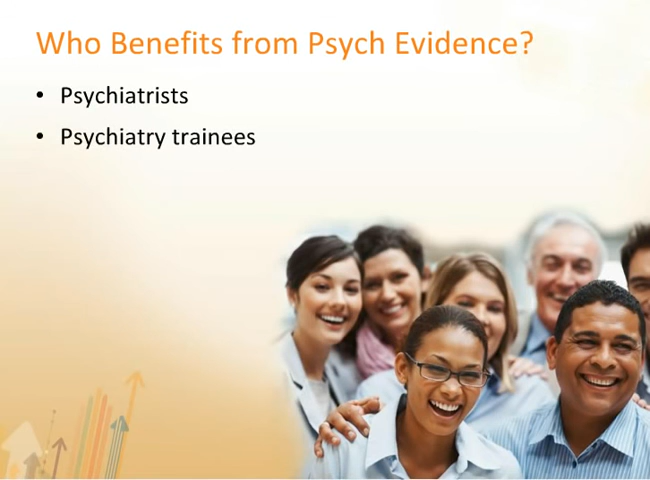 Who Benefits from Psych Evidence?
• Psychiatrists
• Psychiatry trainees